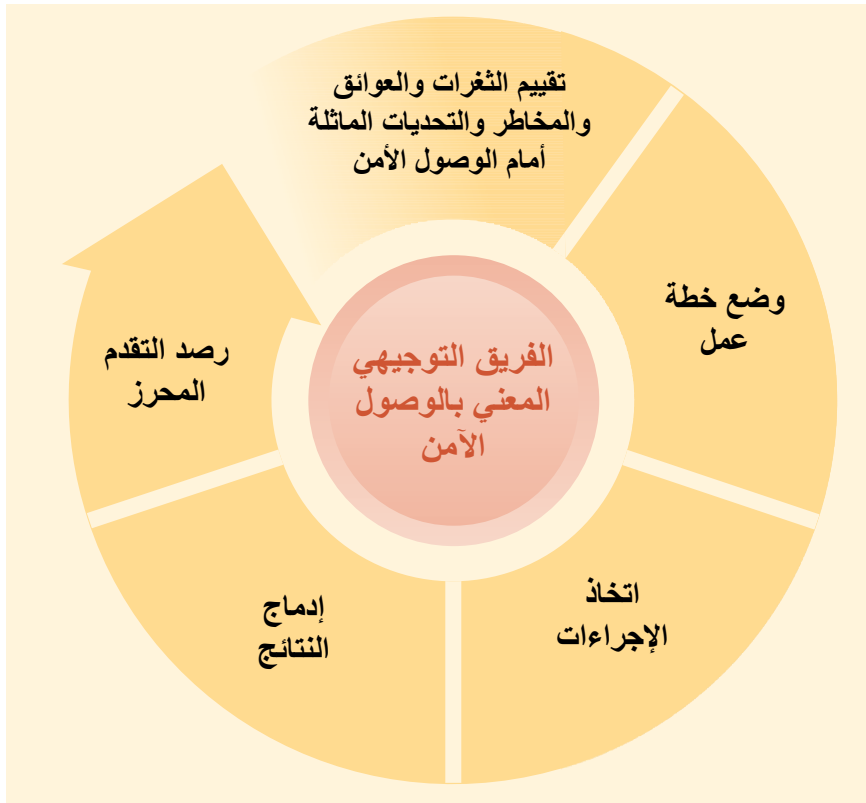 تقييم الثغرات والعوائق
والمخاطر والتحديات الماثلة
أمام الوصول الأمن
وضع خطة
عمل
اتخاذ
الإجراءات
إدماج
النتائج
رصد التقدم
المحرز
الفريق التوجيهي
المعني بالوصول
الآمن